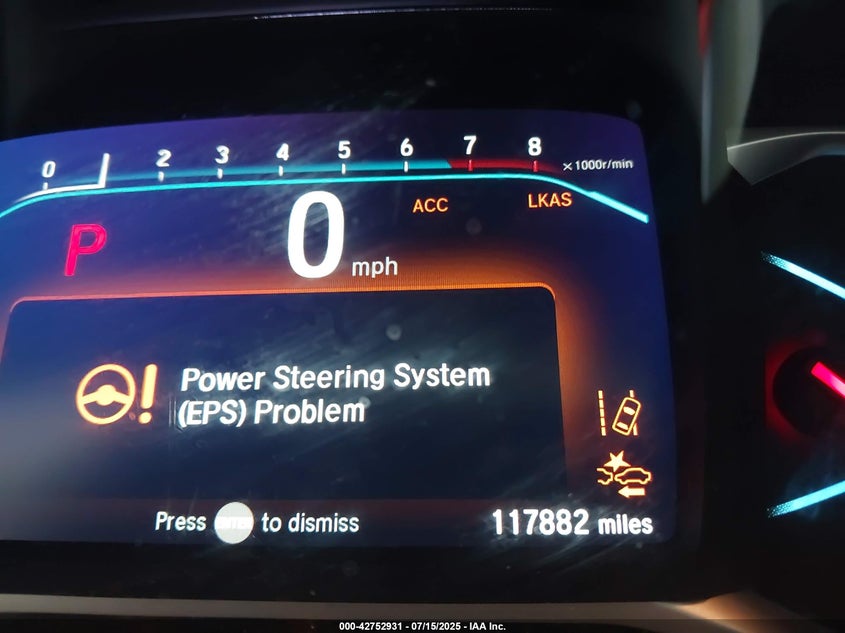 0 2 3 4 5 6 7 8 ×1000r/min
ACC LKAS
P 0 mph
Power Steering System
(EPS) Problem
Press ENTER to dismiss
117882 miles
000-42752931 - 07/15/2025 - IAA Inc.